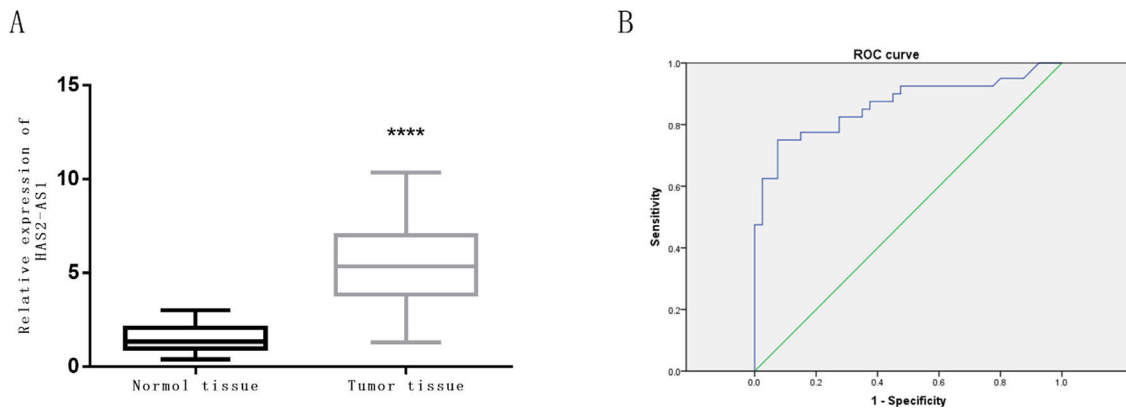 A
B
Relative expression of
HAS2-AS1
15
10
5
0
****
Normol tissue
Tumor tissue
ROC curve
Sensitivity
1.0
0.8
0.6
0.4
0.2
0.0
0.0
0.2
0.4
0.6
0.8
1.0
1 - Specificity